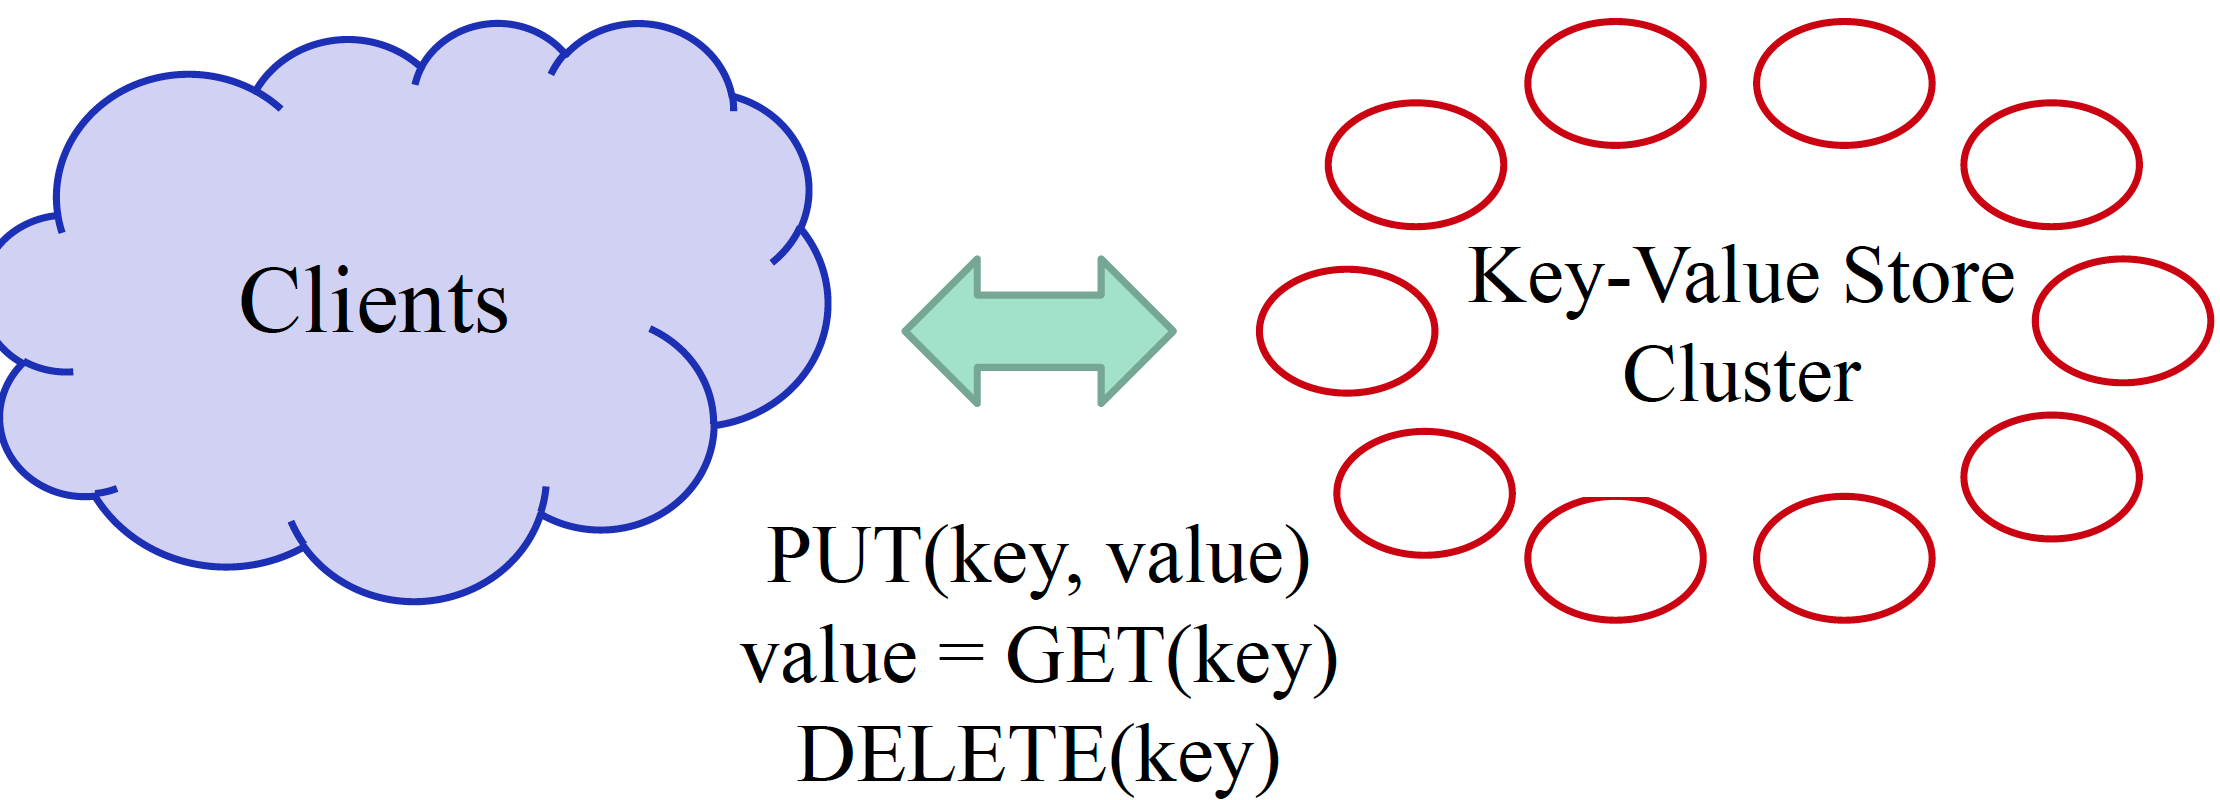 Clients
Key-Value Store
Cluster
PUT(key, value)
value = GET(key)
DELETE(key)